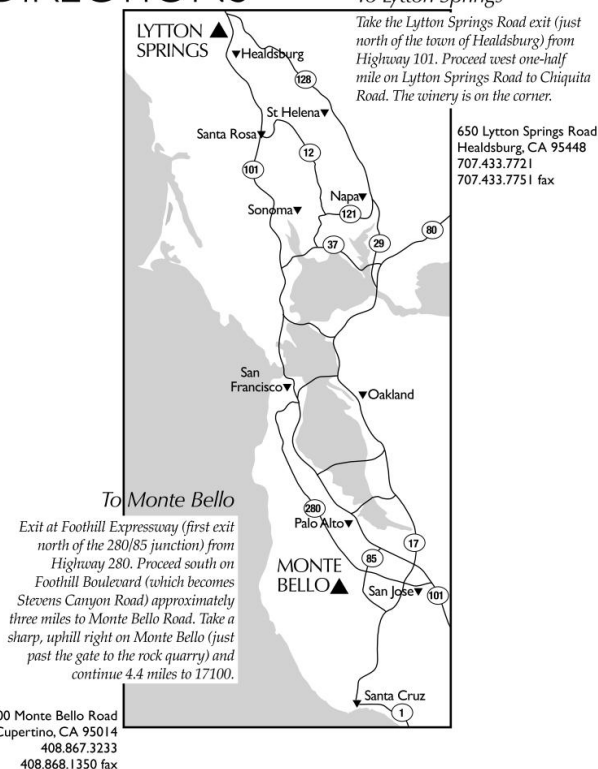 LYTTON
SPRINGS
Take the Lytton Springs Road exit (just
north of the town of Healdsburg) from
Highway 101. Proceed west one-half
mile on Lytton Springs Road to Chiquita
Road. The winery is on the corner.
650 Lytton Springs Road
Healdsburg, CA 95448
707.433.7721
707.433.7751 fax
Healdsburg
128
St Helena
Santa Rosa
12
101
Napa
Sonoma
121
80
37
29
San
Francisco
Oakland
To Monte Bello
Exit at Foothill Expressway (first exit
north of the 280/85 junction) from
Highway 280. Proceed south on
Foothill Boulevard (which becomes
Stevens Canyon Road) approximately
three miles to Monte Bello Road. Take a
sharp, uphill right on Monte Bello (just
past the gate to the rock quarry) and
continue 4.4 miles to 17100.
280
Palo Alto
17
85
MONTE
BELLO
San Jose
101
Santa Cruz
1
00 Monte Bello Road
Cupertino, CA 95014
408.867.3233
408.868.1350 fax